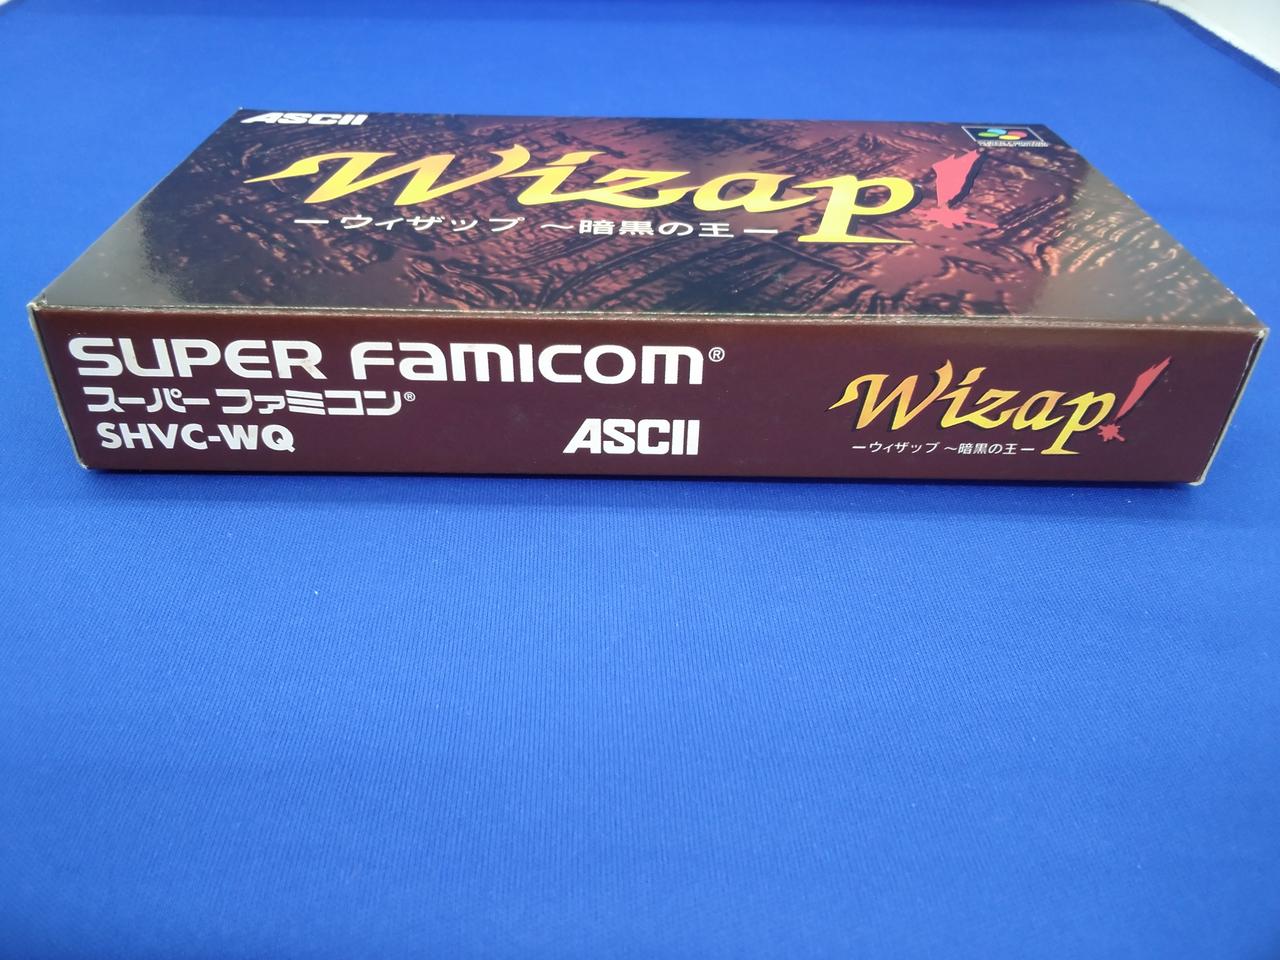 ASCII
Wizap!
ーウィザップ ～暗黒の王ー
SUPER FAMICOM®
スーパーファミコン®
SHVC-WQ
ASCII
Wizap!
ーウィザップ ～暗黒の王ー